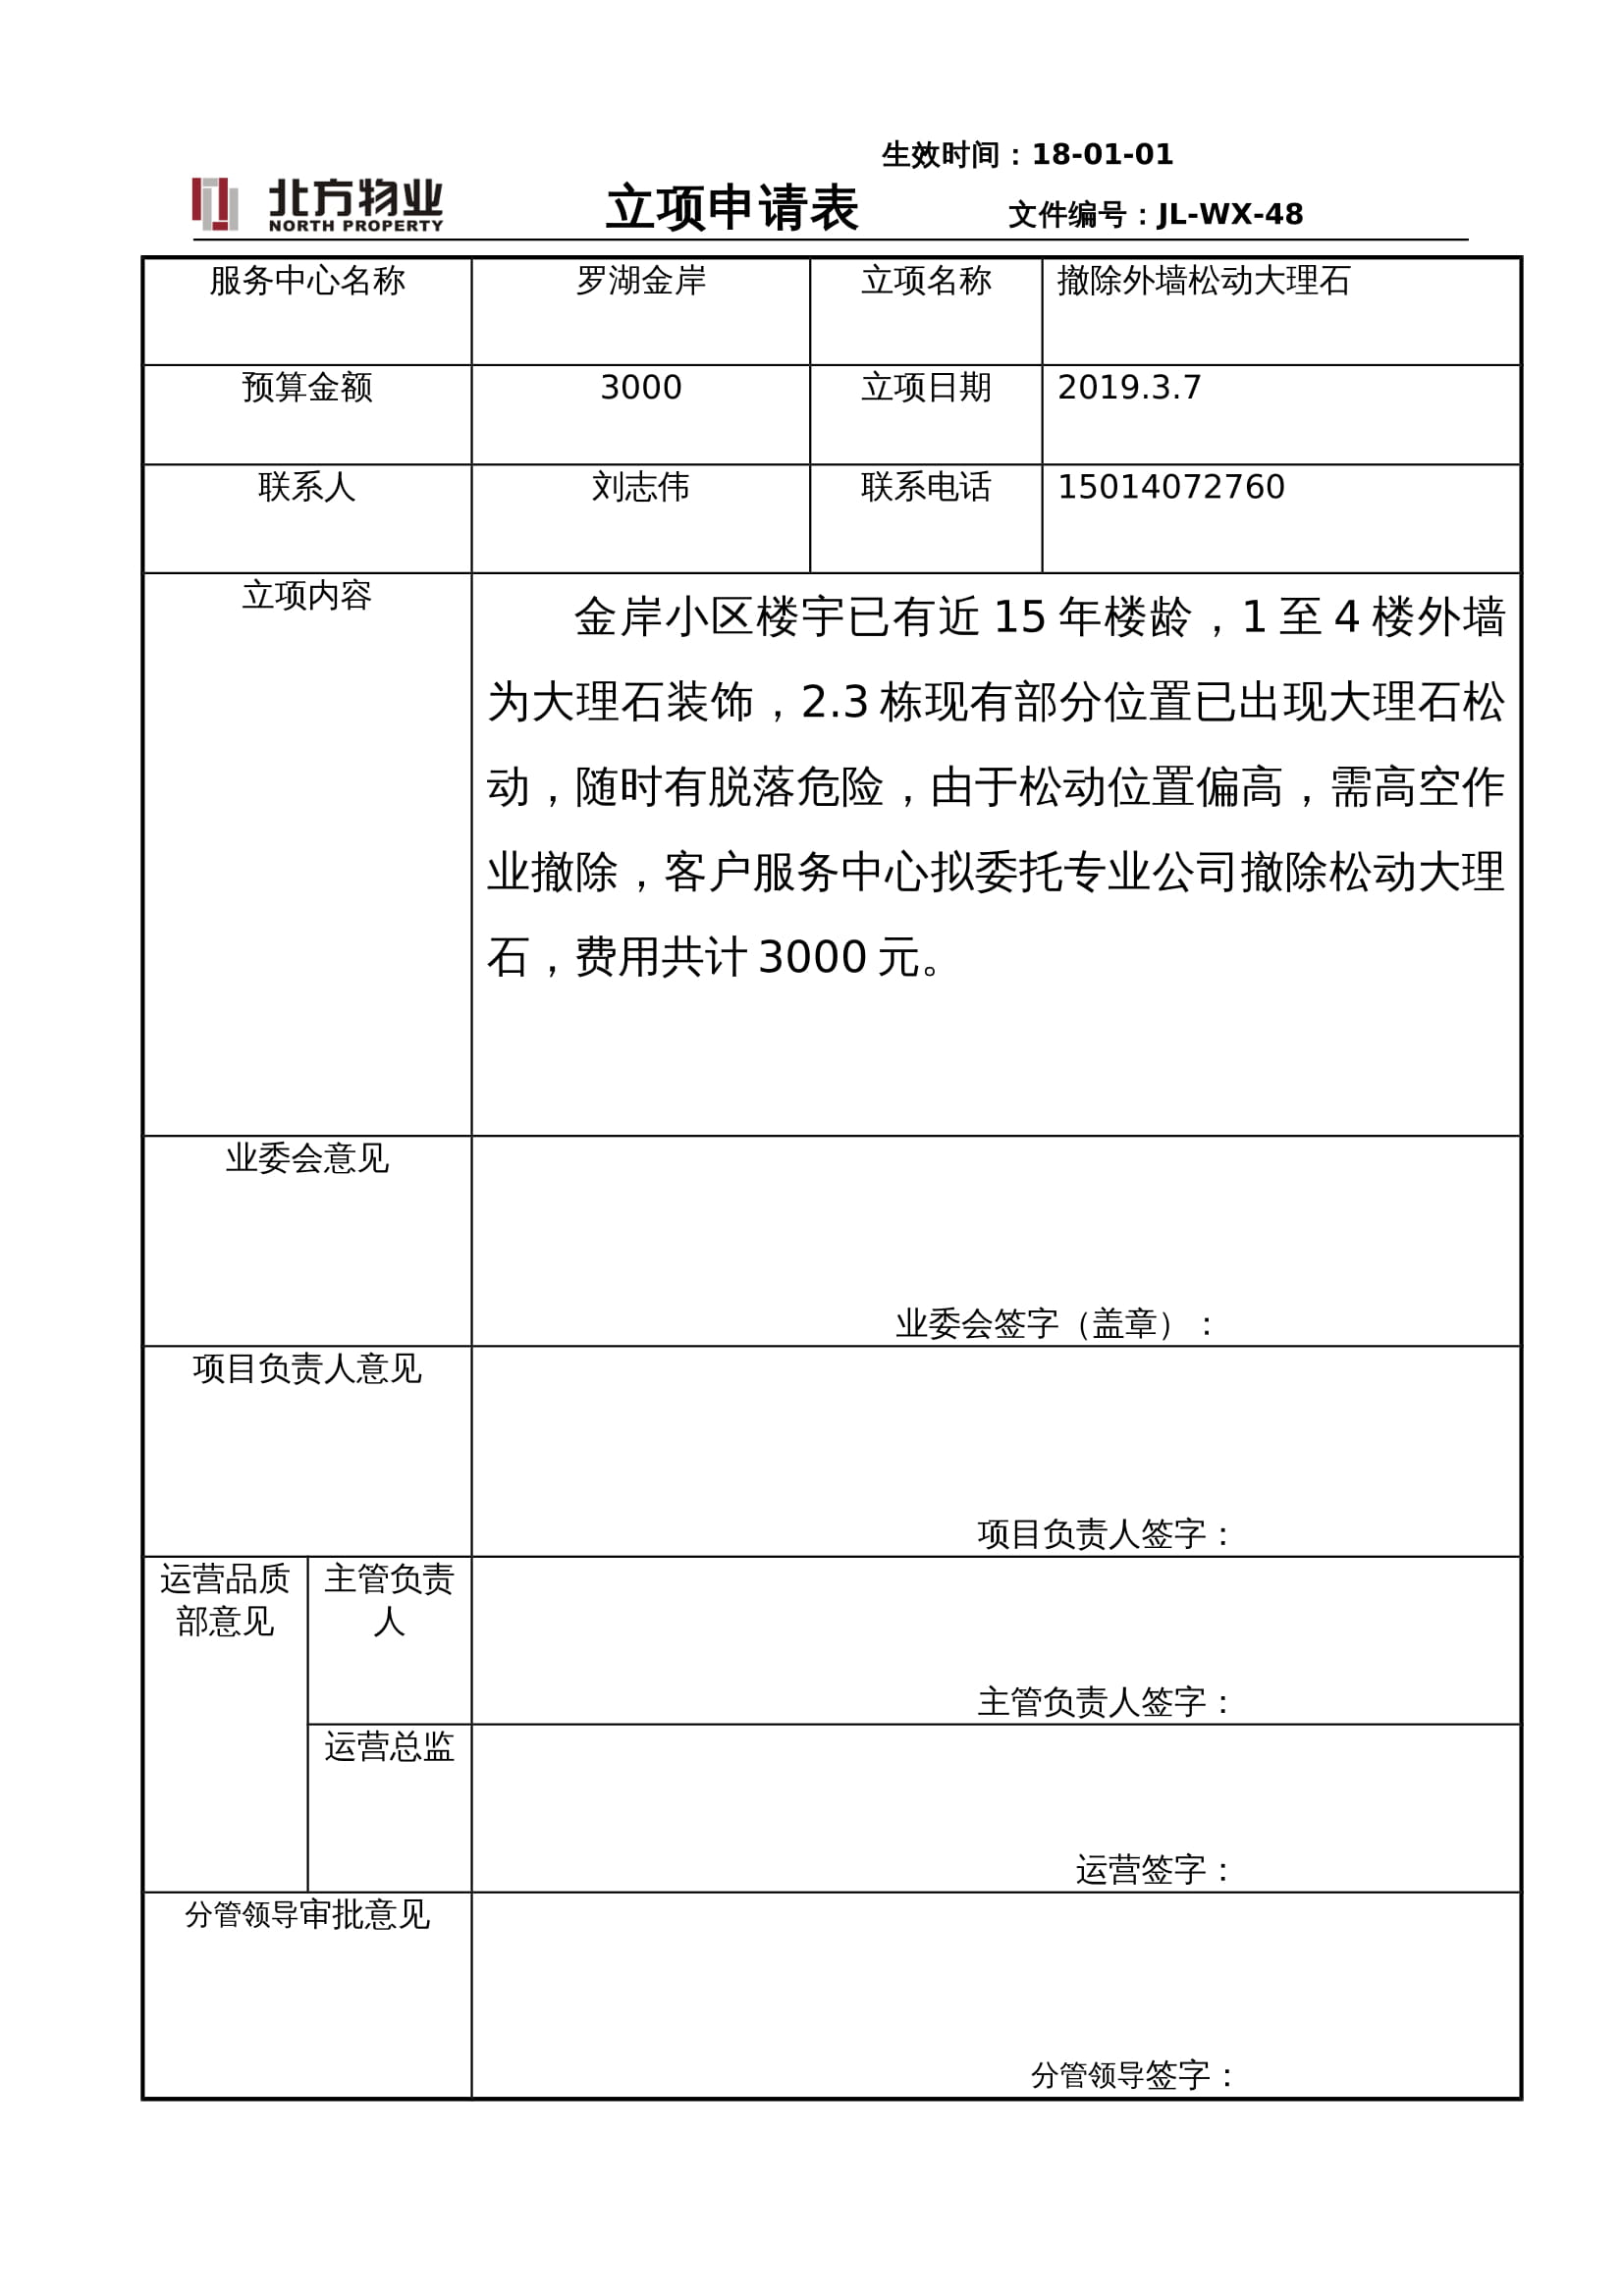 生效时间：18-01-01
北方物业
NORTH PROPERTY
立项申请表
文件编号：JL-WX-48
服务中心名称
罗湖金岸
立项名称
撤除外墙松动大理石
预算金额
3000
立项日期
2019.3.7
联系人
刘志伟
联系电话
15014072760
立项内容
金岸小区楼宇已有近 15 年楼龄，1 至 4 楼外墙
为大理石装饰，2.3 栋现有部分位置已出现大理石松
动，随时有脱落危险，由于松动位置偏高，需高空作
业撤除，客户服务中心拟委托专业公司撤除松动大理
石，费用共计 3000 元。
业委会意见
业委会签字（盖章）：
项目负责人意见
项目负责人签字：
运营品质
部意见
主管负责
人
主管负责人签字：
运营总监
运营签字：
分管领导审批意见
分管领导签字：